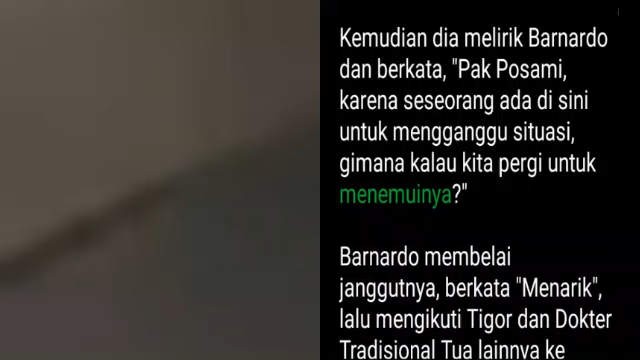 Kemudian dia melirik Barnardo
dan berkata, "Pak Posami,
karena seseorang ada di sini
untuk mengganggu situasi,
gimana kalau kita pergi untuk
menemuinya?"
Barnardo membelai
janggutnya, berkata "Menarik",
lalu mengikuti Tigor dan Dokter
Tradisional Tua lainnya ke